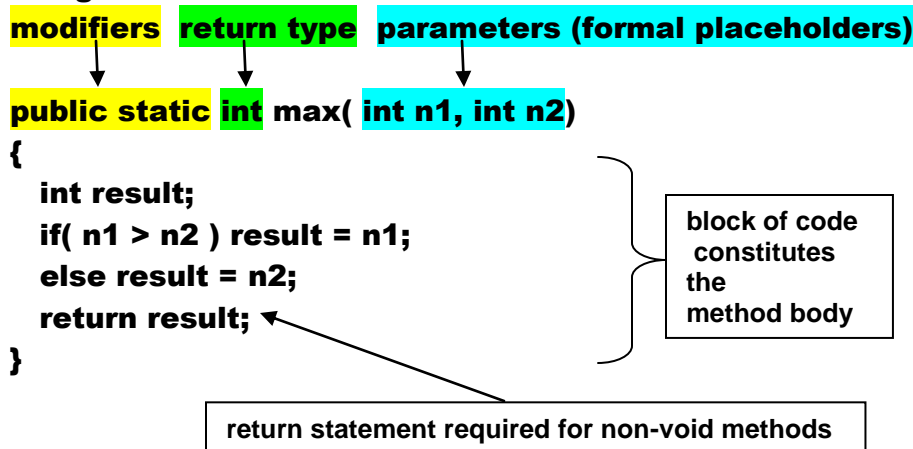 modifiers return type parameters (formal placeholders)
public static int max( int n1, int n2)
{
int result;
if( n1 > n2 ) result = n1;
else result = n2;
return result;
}
block of code
constitutes
the
method body
return statement required for non-void methods